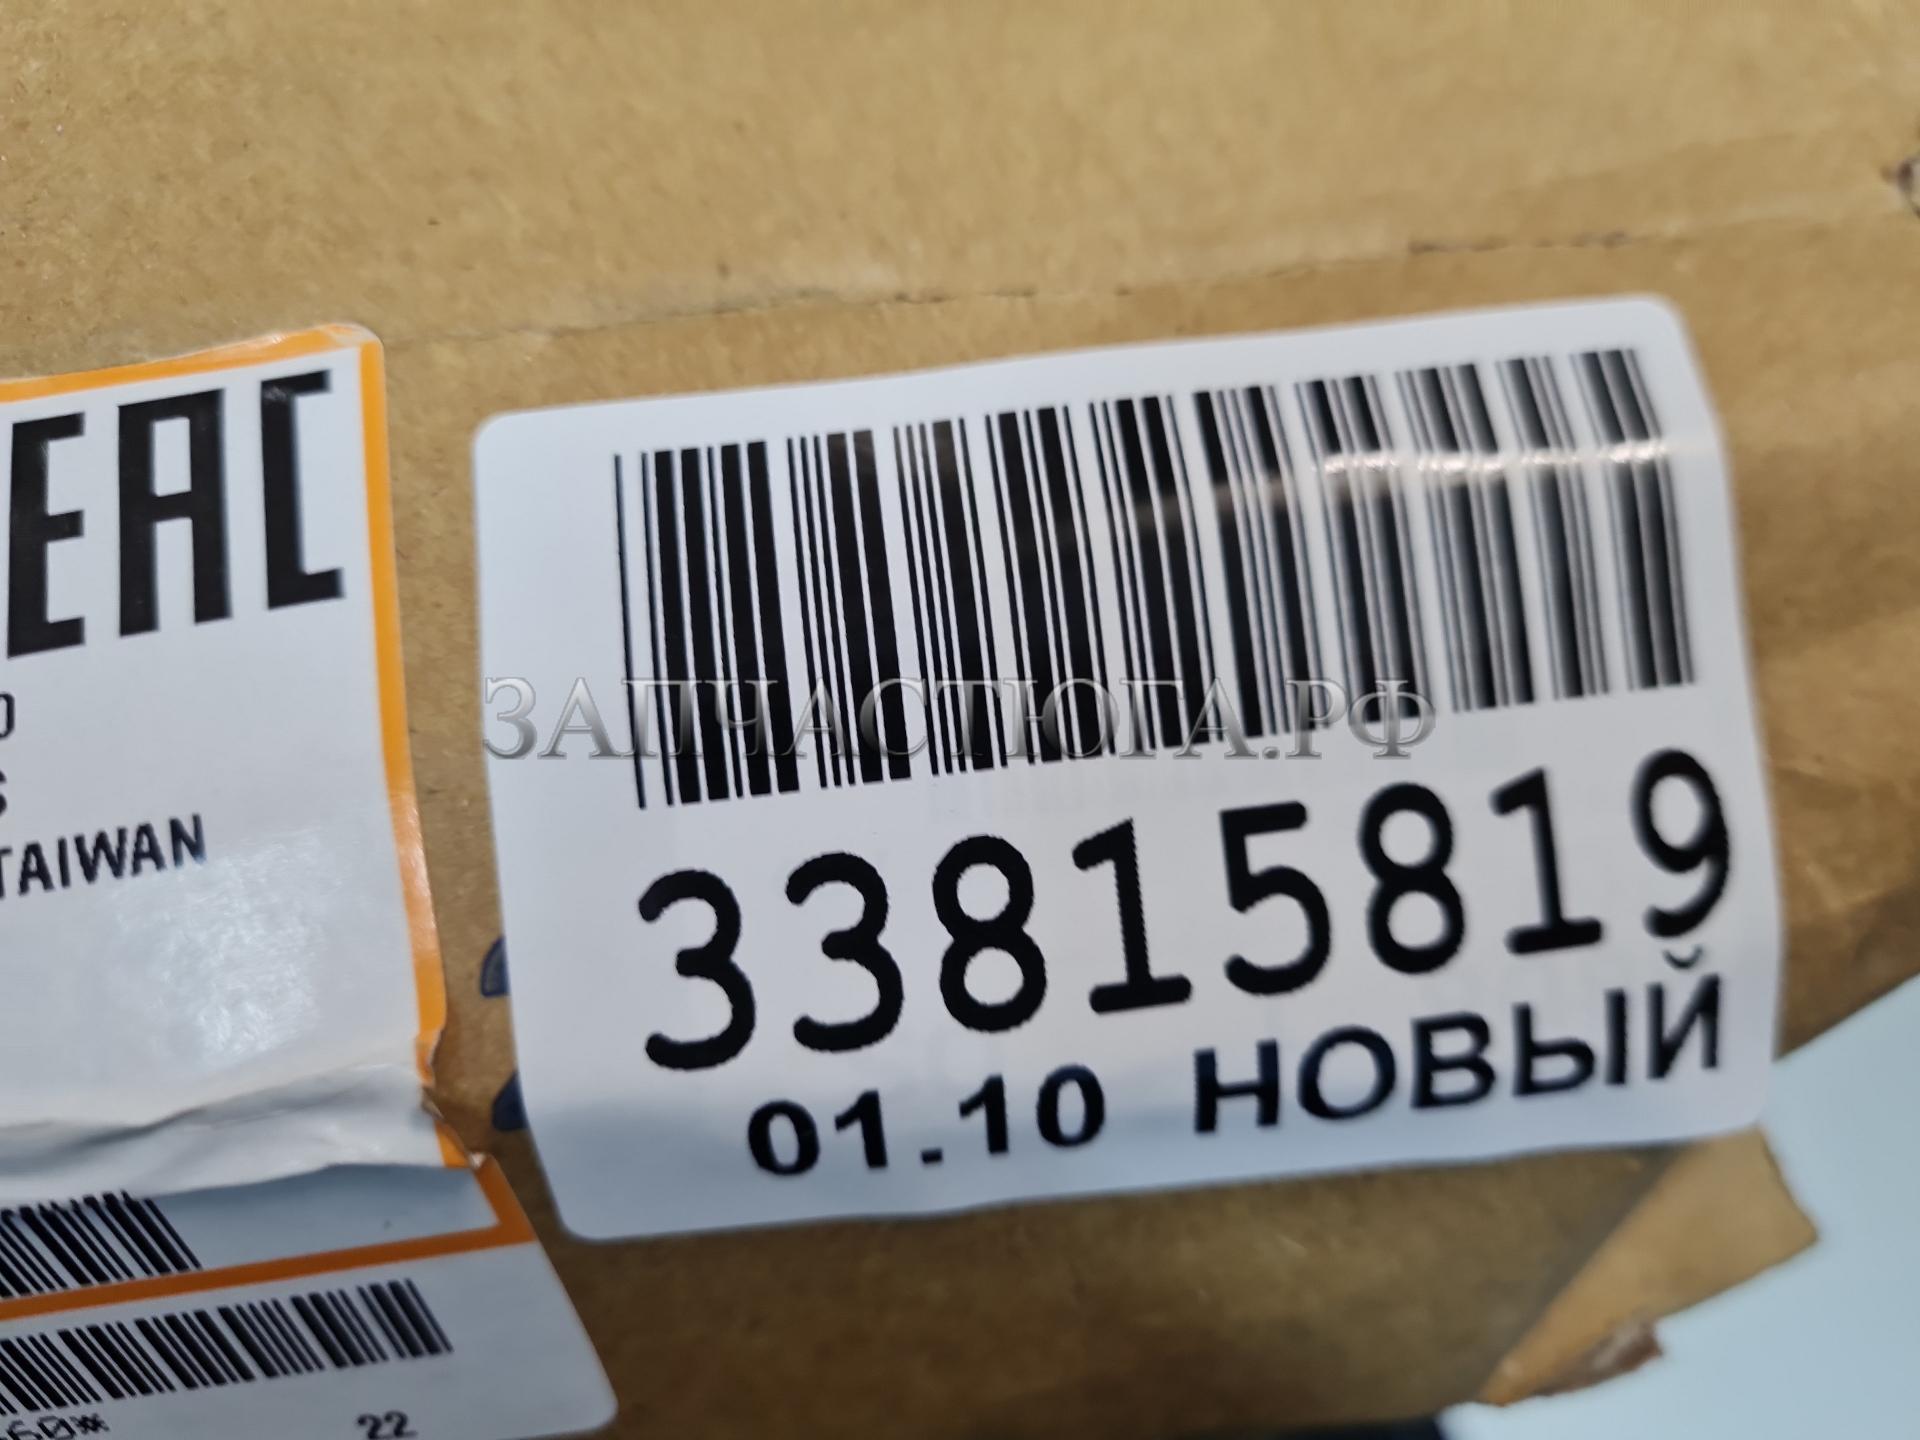 EAC
TAIWAN
ЗАПЧАСТЮГА.РФ
33815819
01.10 НОВЫЙ
22